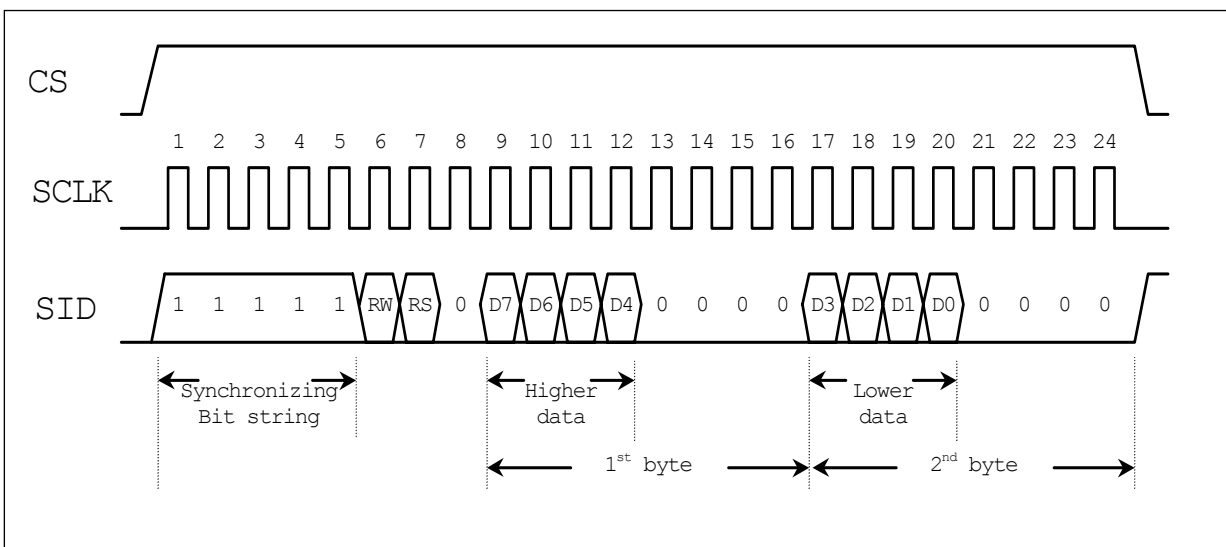 CS
1 2 3 4 5 6 7 8 9 10 11 12 13 14 15 16 17 18 19 20 21 22 23 24
SCLK
SID 1 1 1 1 1 RW RS 0 D7 D6 D5 D4 0 0 0 0 D3 D2 D1 D0 0 0 0 0
Synchronizing
Bit string
Higher
data
Lower
data
1st byte
2nd byte